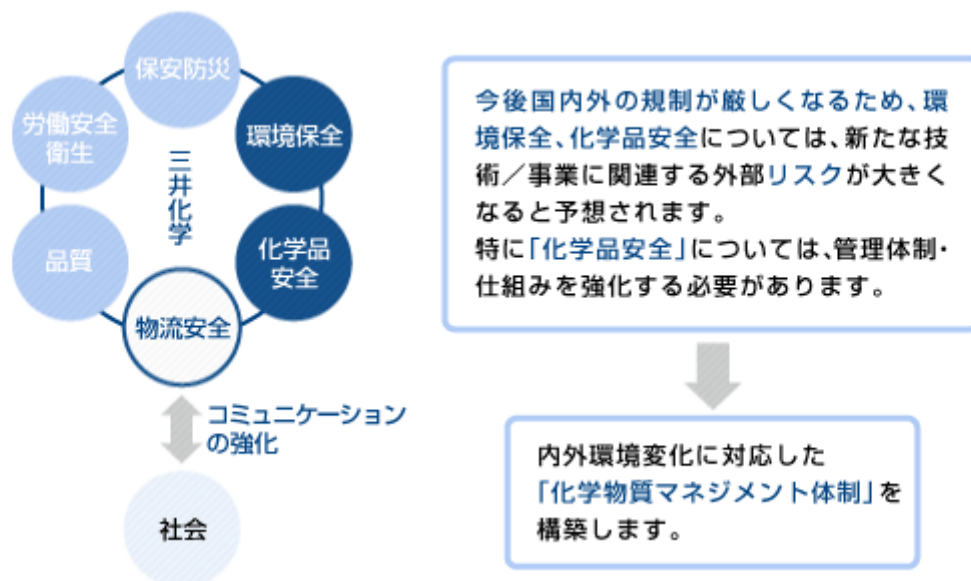 保安防災
労働安全
衛生
環境保全
三井化学
品質
化学品
安全
物流安全
コミュニケーション
の強化
社会
今後国内外の規制が厳しくなるため、環
境保全、化学品安全については、新たな技
術／事業に関連する外部リスクが大きく
なると予想されます。
特に「化学品安全」については、管理体制・
仕組みを強化する必要があります。
内外環境変化に対応した
「化学物質マネジメント体制」を
構築します。